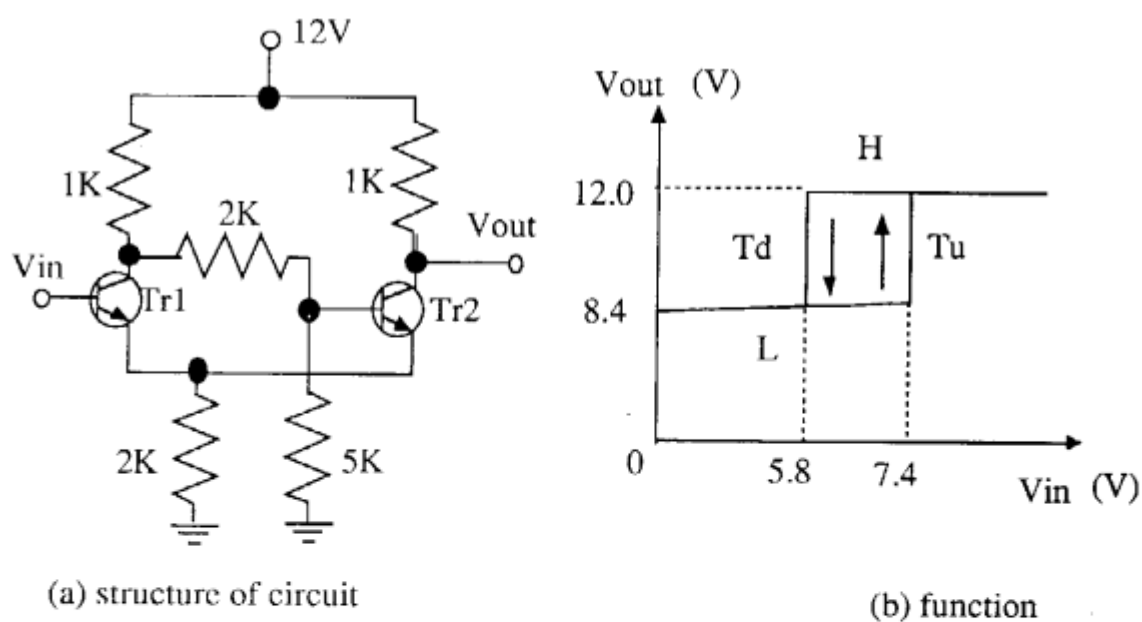 12V
1K
1K
2K
Vout
Vin
Tr1
Tr2
2K
5K
(a) structure of circuit
Vout (V)
H
12.0
Td
Tu
8.4
L
0
5.8
7.4
Vin (V)
(b) function